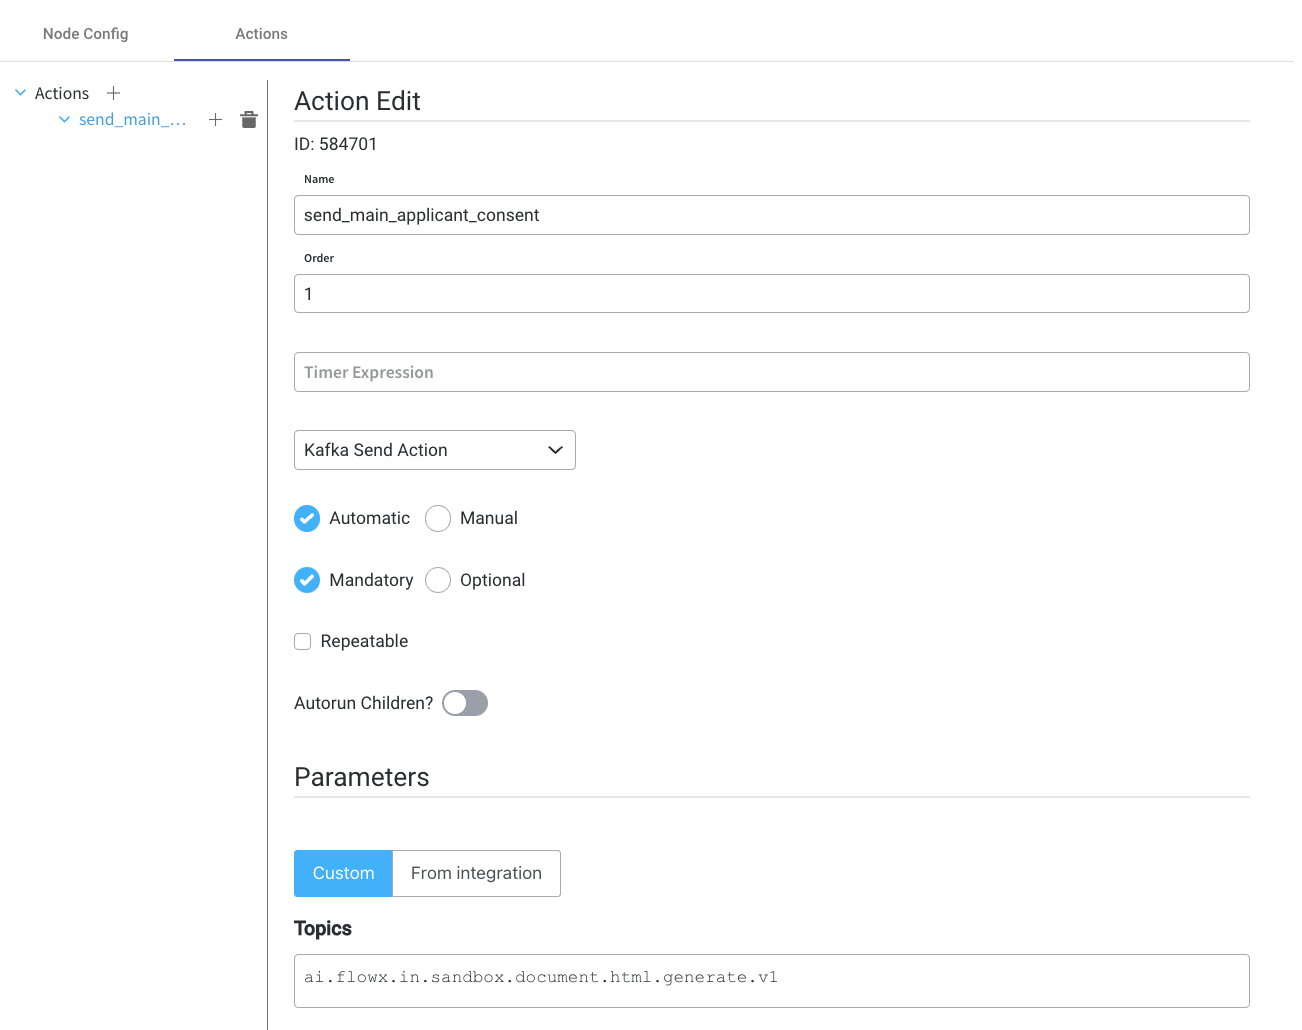 Node Config
Actions
Actions
send_main_...
Action Edit
ID: 584701
Name
send_main_applicant_consent
Order
1
Timer Expression
Kafka Send Action
Automatic Manual
Mandatory Optional
Repeatable
Autorun Children?
Parameters
Custom From integration
Topics
ai.flowx.in.sandbox.document.html.generate.v1